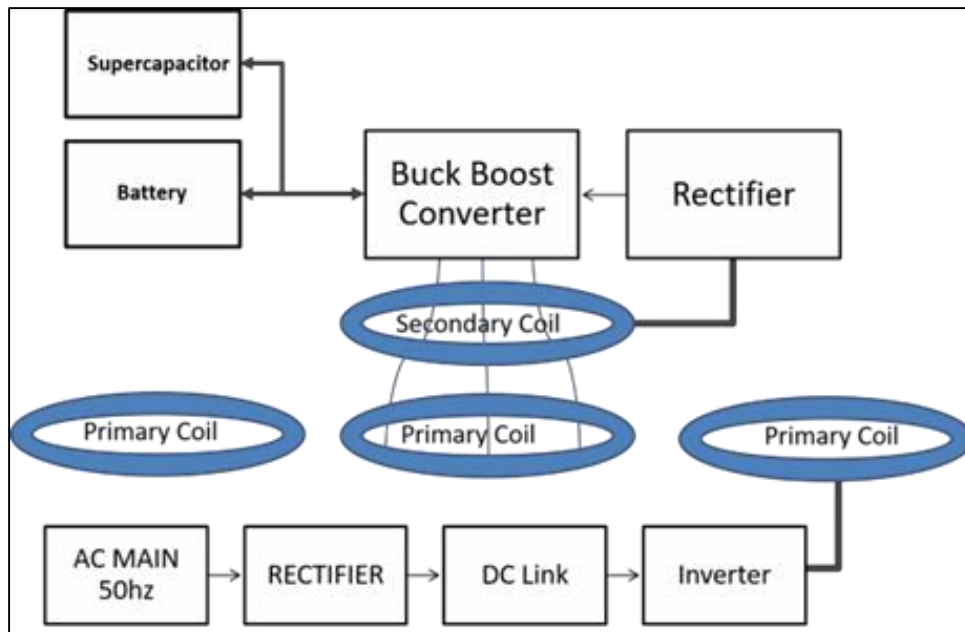 Supercapacitor
Battery
Buck Boost
Converter
Rectifier
Secondary Coil
Primary Coil
Primary Coil
Primary Coil
AC MAIN
50hz
RECTIFIER
DC Link
Inverter